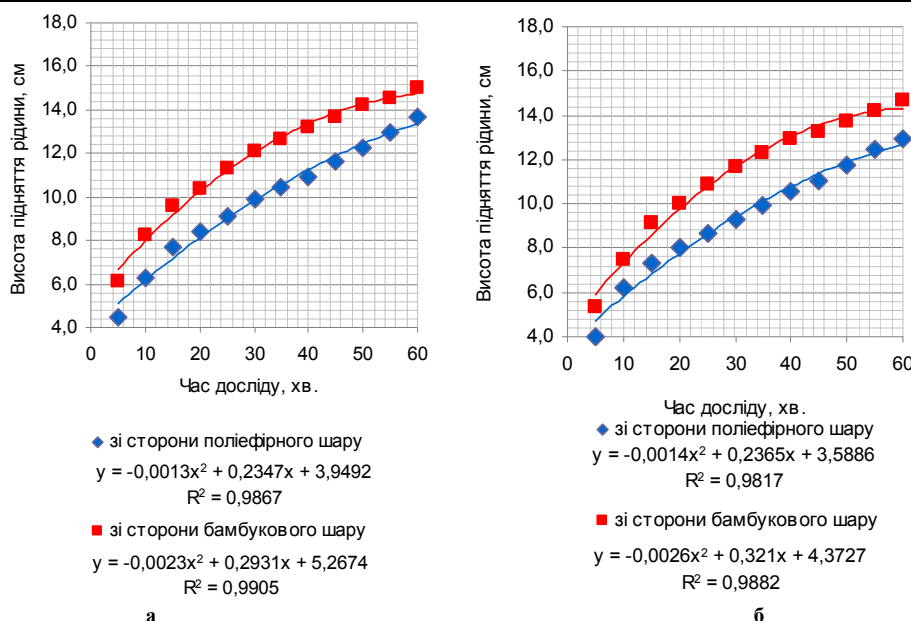 Висота підняття рідини, см
18,0
16,0
14,0
12,0
10,0
8,0
6,0
4,0
0 10 20 30 40 50 60
Час досліду, хв.
зі сторони поліефірного шару
y = -0,0013x² + 0,2347x + 3,9492
R² = 0,9867
зі сторони бамбукового шару
y = -0,0023x² + 0,2931x + 5,2674
R² = 0,9905
а
Висота підняття рідини, см
18,0
16,0
14,0
12,0
10,0
8,0
6,0
4,0
0 10 20 30 40 50 60
Час досліду, хв.
зі сторони поліефірного шару
y = -0,0014x² + 0,2365x + 3,5886
R² = 0,9817
зі сторони бамбукового шару
y = -0,0026x² + 0,321x + 4,3727
R² = 0,9882
б